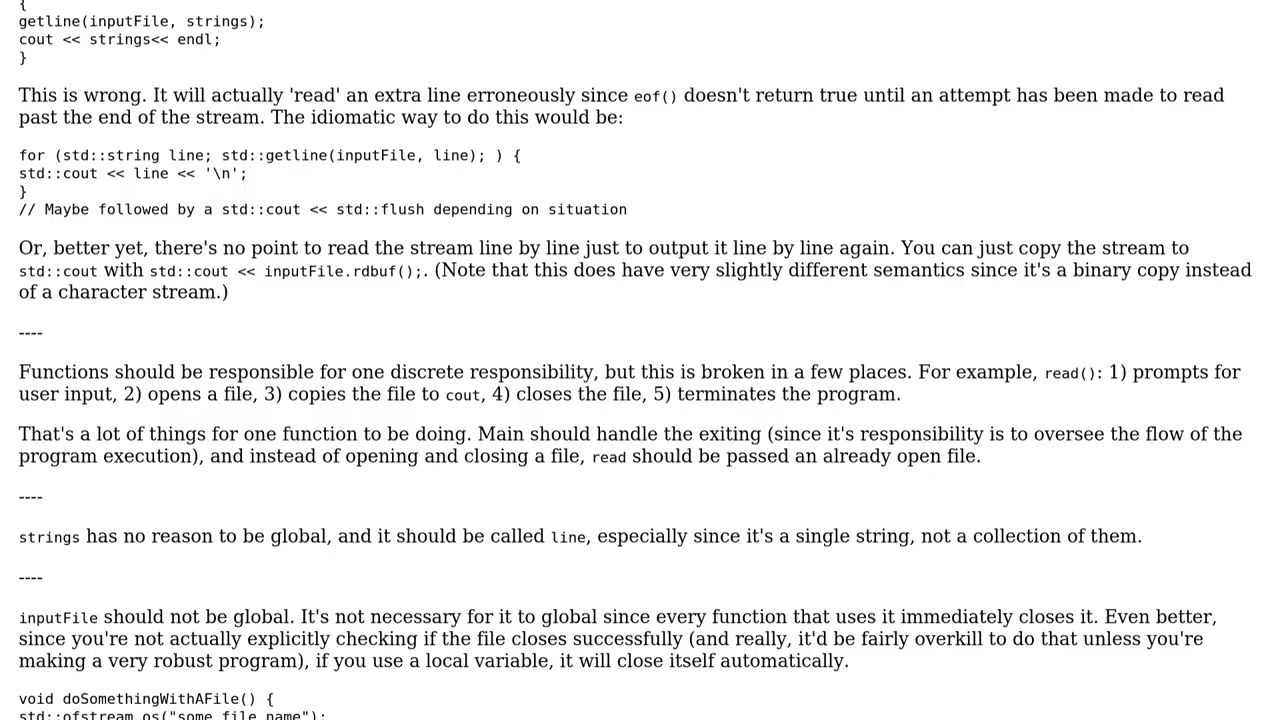 {
getline(inputFile, strings);
cout << strings<< endl;
}
This is wrong. It will actually 'read' an extra line erroneously since eof() doesn't return true until an attempt has been made to read
past the end of the stream. The idiomatic way to do this would be:
for (std::string line; std::getline(inputFile, line); ) {
std::cout << line << '\n';
}
// Maybe followed by a std::cout << std::flush depending on situation
Or, better yet, there's no point to read the stream line by line just to output it line by line again. You can just copy the stream to
std::cout with std::cout << inputFile.rdbuf();. (Note that this does have very slightly different semantics since it's a binary copy instead
of a character stream.)
----
Functions should be responsible for one discrete responsibility, but this is broken in a few places. For example, read(): 1) prompts for
user input, 2) opens a file, 3) copies the file to cout, 4) closes the file, 5) terminates the program.
That's a lot of things for one function to be doing. Main should handle the exiting (since it's responsibility is to oversee the flow of the
program execution), and instead of opening and closing a file, read should be passed an already open file.
----
strings has no reason to be global, and it should be called line, especially since it's a single string, not a collection of them.
----
inputFile should not be global. It's not necessary for it to global since every function that uses it immediately closes it. Even better,
since you're not actually explicitly checking if the file closes successfully (and really, it'd be fairly overkill to do that unless you're
making a very robust program), if you use a local variable, it will close itself automatically.
void doSomethingWithAFile() {
std::ofstream os("some file name");